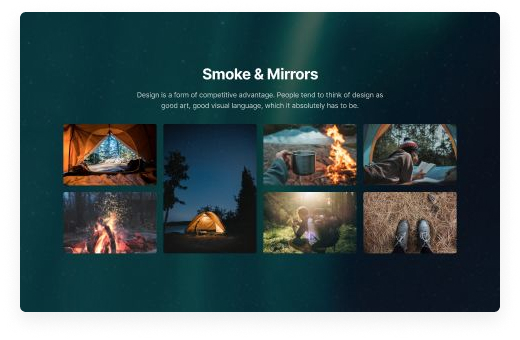 Smoke & Mirrors
Design is a form of competitive advantage. People tend to think of design as
good art, good visual language, which it absolutely has to be.